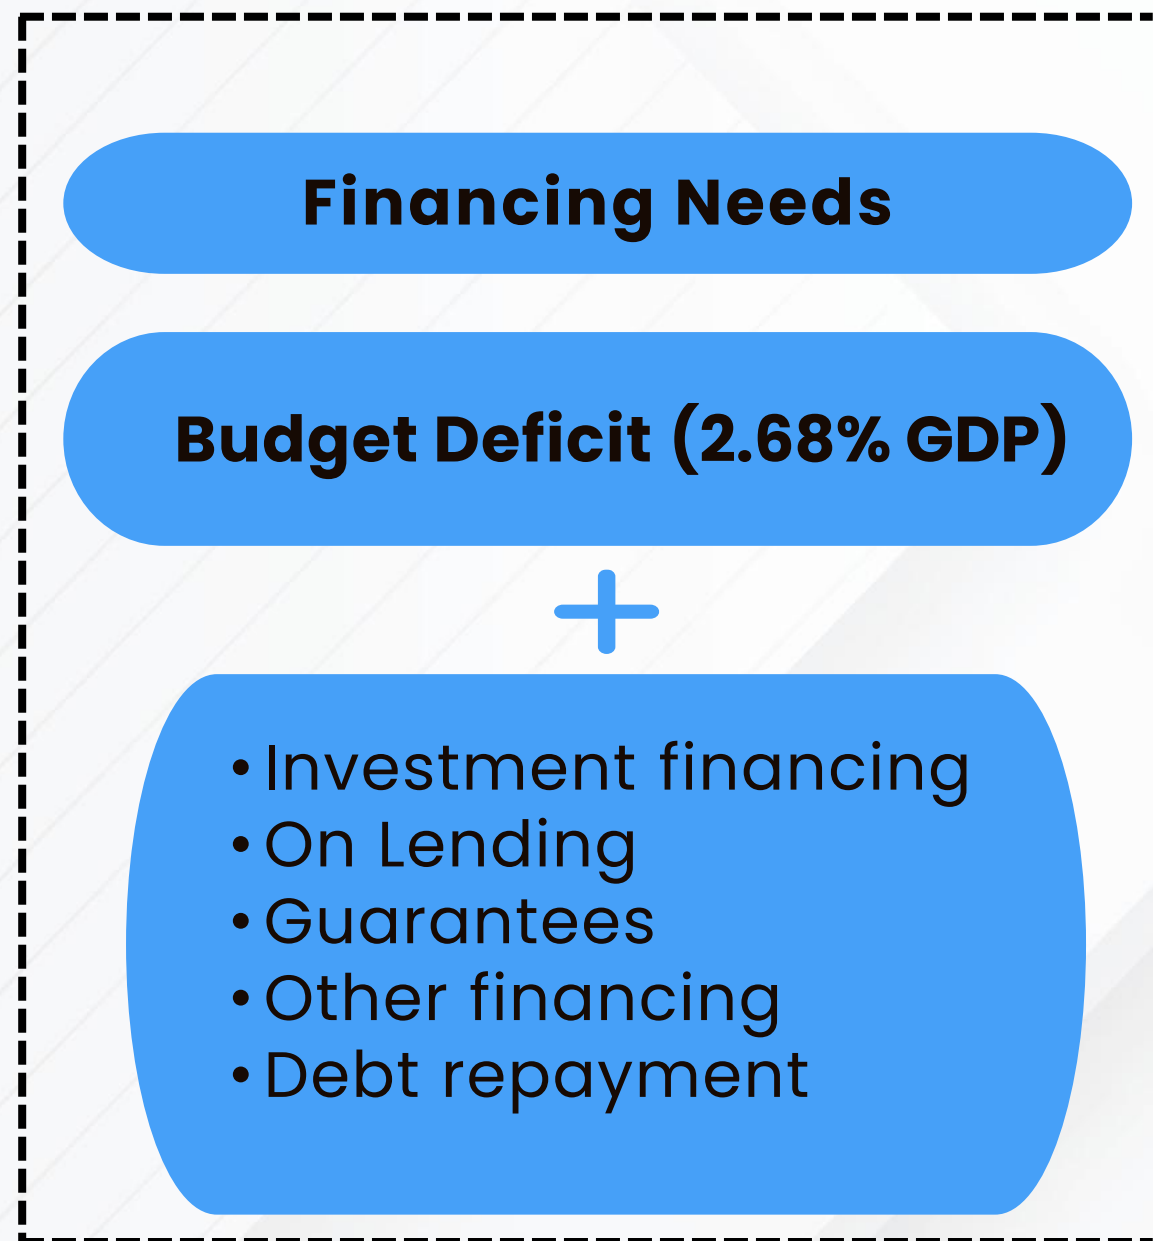 Financing Needs
Budget Deficit (2.68% GDP)
+
• Investment financing
• On Lending
• Guarantees
• Other financing
• Debt repayment